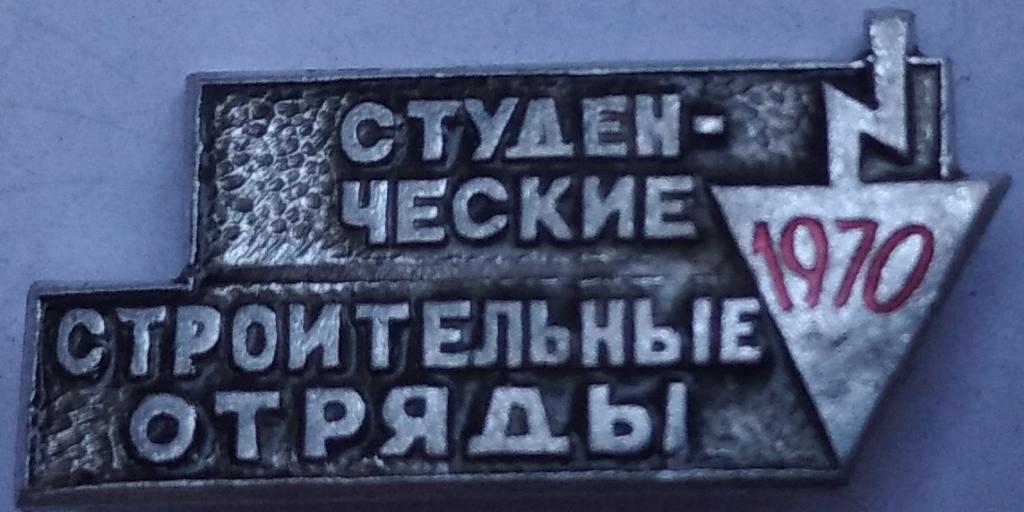 СТУДЕН-
ЧЕСКИЕ
1970
СТРОИТЕЛЬНЫЕ
ОТРЯДЫ